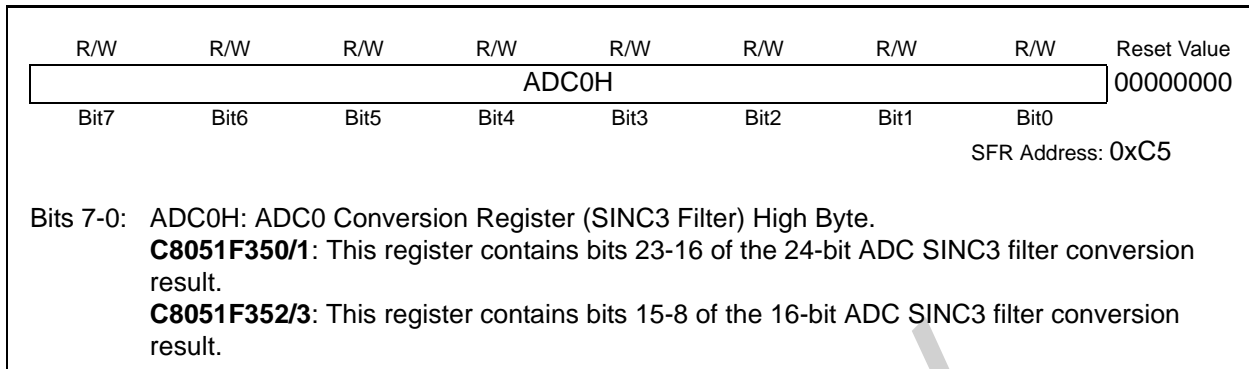 R/W R/W R/W R/W R/W R/W R/W R/W Reset Value
ADC0H 00000000
Bit7 Bit6 Bit5 Bit4 Bit3 Bit2 Bit1 Bit0
SFR Address: 0xC5
Bits 7-0: ADC0H: ADC0 Conversion Register (SINC3 Filter) High Byte.
C8051F350/1: This register contains bits 23-16 of the 24-bit ADC SINC3 filter conversion
result.
C8051F352/3: This register contains bits 15-8 of the 16-bit ADC SINC3 filter conversion
result.